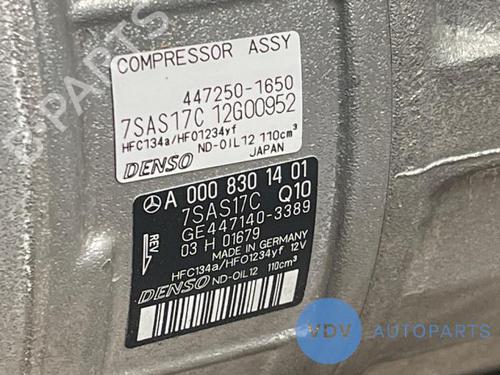 COMPRESSOR ASSY
447250-1650
7SAS17C 12G00952
HFC134a/HFO1234yf
ND-OIL12 110cm³
DENSO JAPAN
A 000 830 14 01
7SAS17C Q10
GE447140-3389
03 H 01679
REV
MADE IN GERMANY
HFC134a/HFO1234yf 12V
DENSO ND-OIL12 110cm³
B-PARTS
VDV AUTOPARTS